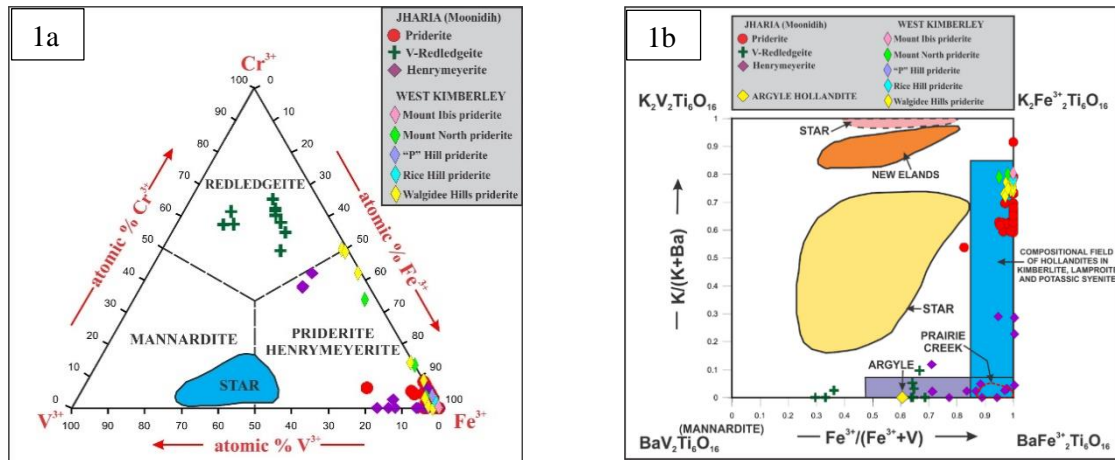 1a
JHARIA (Moonidih)
Priderite
V-Redledgeite
Henrymeyerite
WEST KIMBERLEY
Mount Ibis priderite
Mount North priderite
“P” Hill priderite
Rice Hill priderite
Walgidee Hills priderite
Cr³⁺
100 0
90 10
80 20
70 30
60 40
50 50
40 60
30 70
20 80
10 90
0 100
REDLEDGEITE
MANNARDITE
PRIDERITE
HENRYMEYERITE
STAR
atomic % Cr³⁺
atomic % Fe³⁺
V³⁺
Fe³⁺
100 90 80 70 60 50 40 30 20 10 0
atomic % V³⁺
1b
JHARIA (Moonidih)
Priderite
V-Redledgeite
Henrymeyerite
ARGYLE HOLLANDITE
WEST KIMBERLEY
Mount Ibis priderite
Mount North priderite
“P” Hill priderite
Rice Hill priderite
Walgidee Hills priderite
K₂V₂Ti₆O₁₆
K₂Fe³⁺₂Ti₆O₁₆
STAR
NEW ELANDS
STAR
COMPOSITIONAL FIELD
OF HOLLANDITES IN
KIMBERLITE, LAMPROITE
AND POTASSIC SYENITE
PRAIRIE
CREEK
ARGYLE
K/(K+Ba)
1
0.9
0.8
0.7
0.6
0.5
0.4
0.3
0.2
0.1
0
0 0.1 0.2 0.3 0.4 0.5 0.6 0.7 0.8 0.9 1
(MANNARDITE)
BaV₂Ti₆O₁₆
Fe³⁺/(Fe³⁺+V)
BaFe³⁺₂Ti₆O₁₆